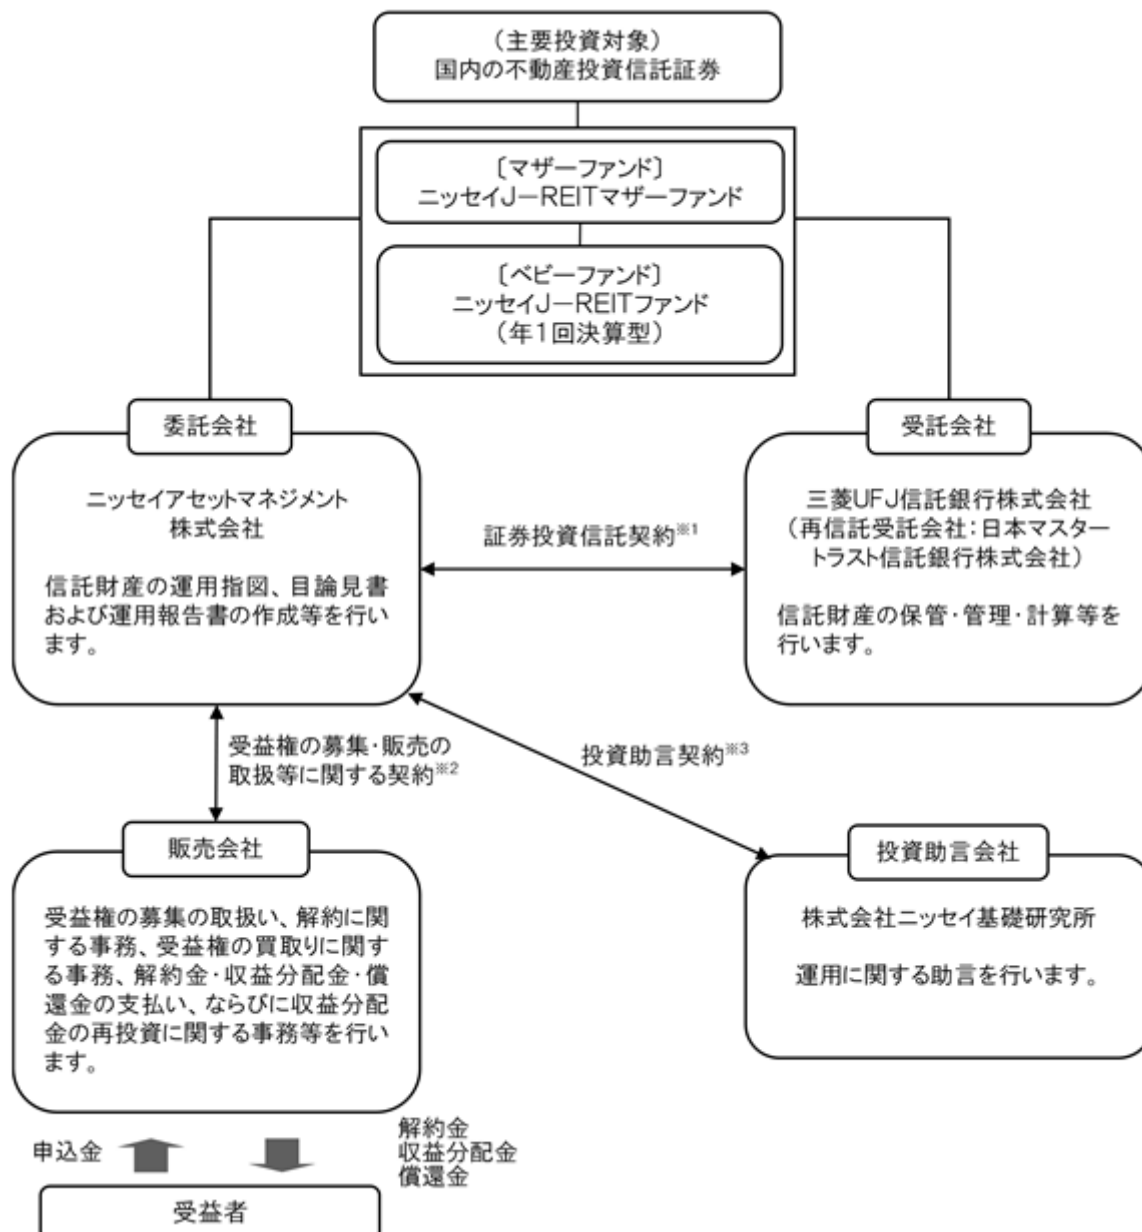 （主要投資対象）
国内の不動産投資信託証券
〔マザーファンド〕
ニッセイJ－REITマザーファンド
〔ベビーファンド〕
ニッセイJ－REITファンド
（年1回決算型）
委託会社
ニッセイアセットマネジメント
株式会社
信託財産の運用指図、目論見書
および運用報告書の作成等を行い
ます。
証券投資信託契約※1
受託会社
三菱UFJ信託銀行株式会社
（再信託受託会社：日本マスター
トラスト信託銀行株式会社）
信託財産の保管・管理・計算等を
行います。
受益権の募集・販売の
取扱等に関する契約※2
投資助言契約※3
販売会社
受益権の募集の取扱い、解約に関
する事務、受益権の買取りに関す
る事務、解約金・収益分配金・償
還金の支払い、ならびに収益分配
金の再投資に関する事務等を行い
ます。
投資助言会社
株式会社ニッセイ基礎研究所
運用に関する助言を行います。
申込金
解約金
収益分配金
償還金
受益者